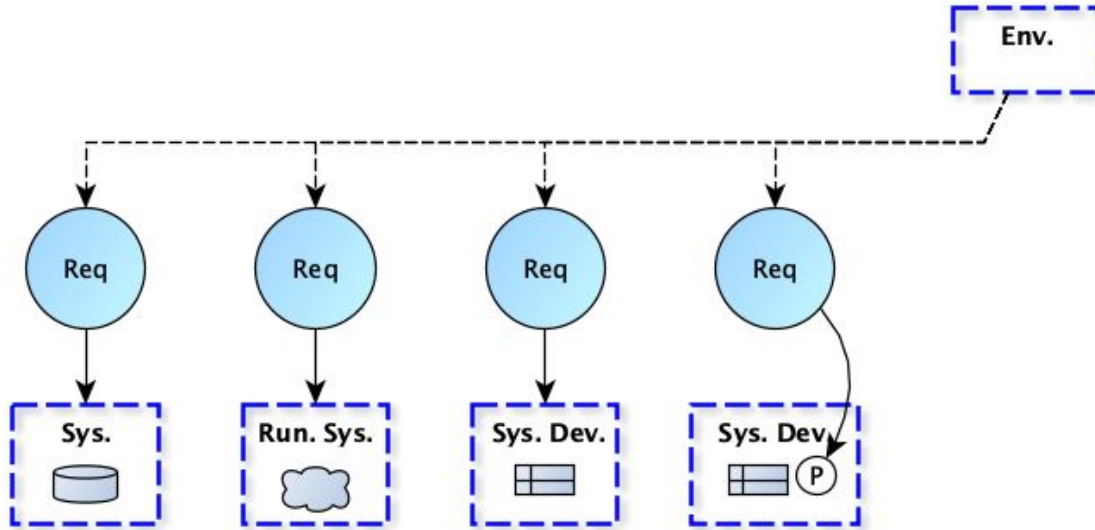 Env.
Req
Req
Req
Req
Sys.
Run. Sys.
Sys. Dev.
Sys. Dev.
P